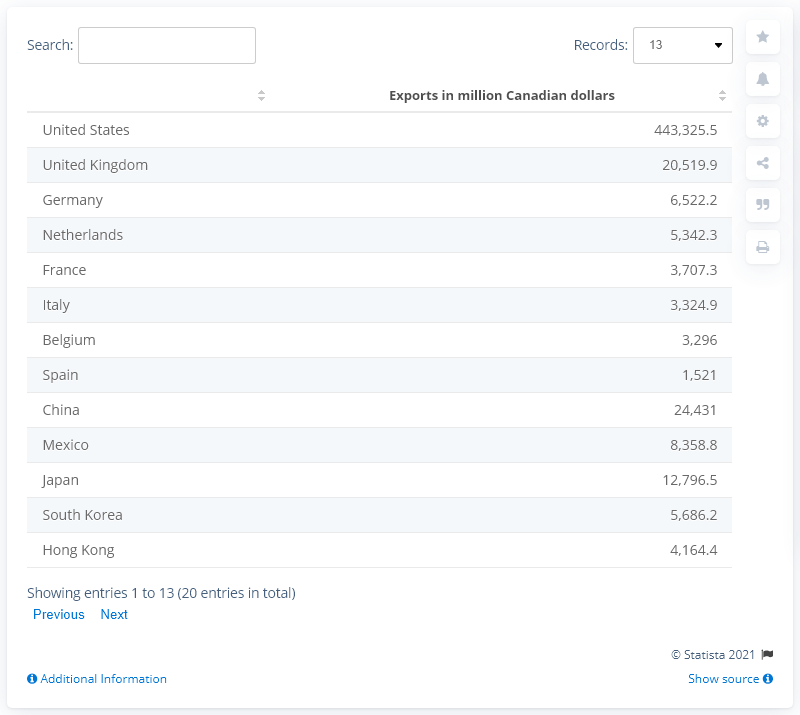 Search: Records: 13
Exports in million Canadian dollars
United States 443,325.5
United Kingdom 20,519.9
Germany 6,522.2
Netherlands 5,342.3
France 3,707.3
Italy 3,324.9
Belgium 3,296
Spain 1,521
China 24,431
Mexico 8,358.8
Japan 12,796.5
South Korea 5,686.2
Hong Kong 4,164.4
Showing entries 1 to 13 (20 entries in total)
Previous Next
© Statista 2021
Additional Information Show source